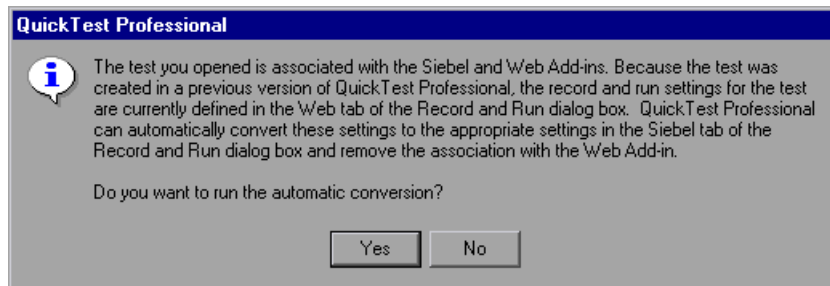 QuickTest Professional
The test you opened is associated with the Siebel and Web Add-ins. Because the test was
created in a previous version of QuickTest Professional, the record and run settings for the test
are currently defined in the Web tab of the Record and Run dialog box.  QuickTest Professional
can automatically convert these settings to the appropriate settings in the Siebel tab of the
Record and Run dialog box and remove the association with the Web Add-in.
Do you want to run the automatic conversion?
Yes No